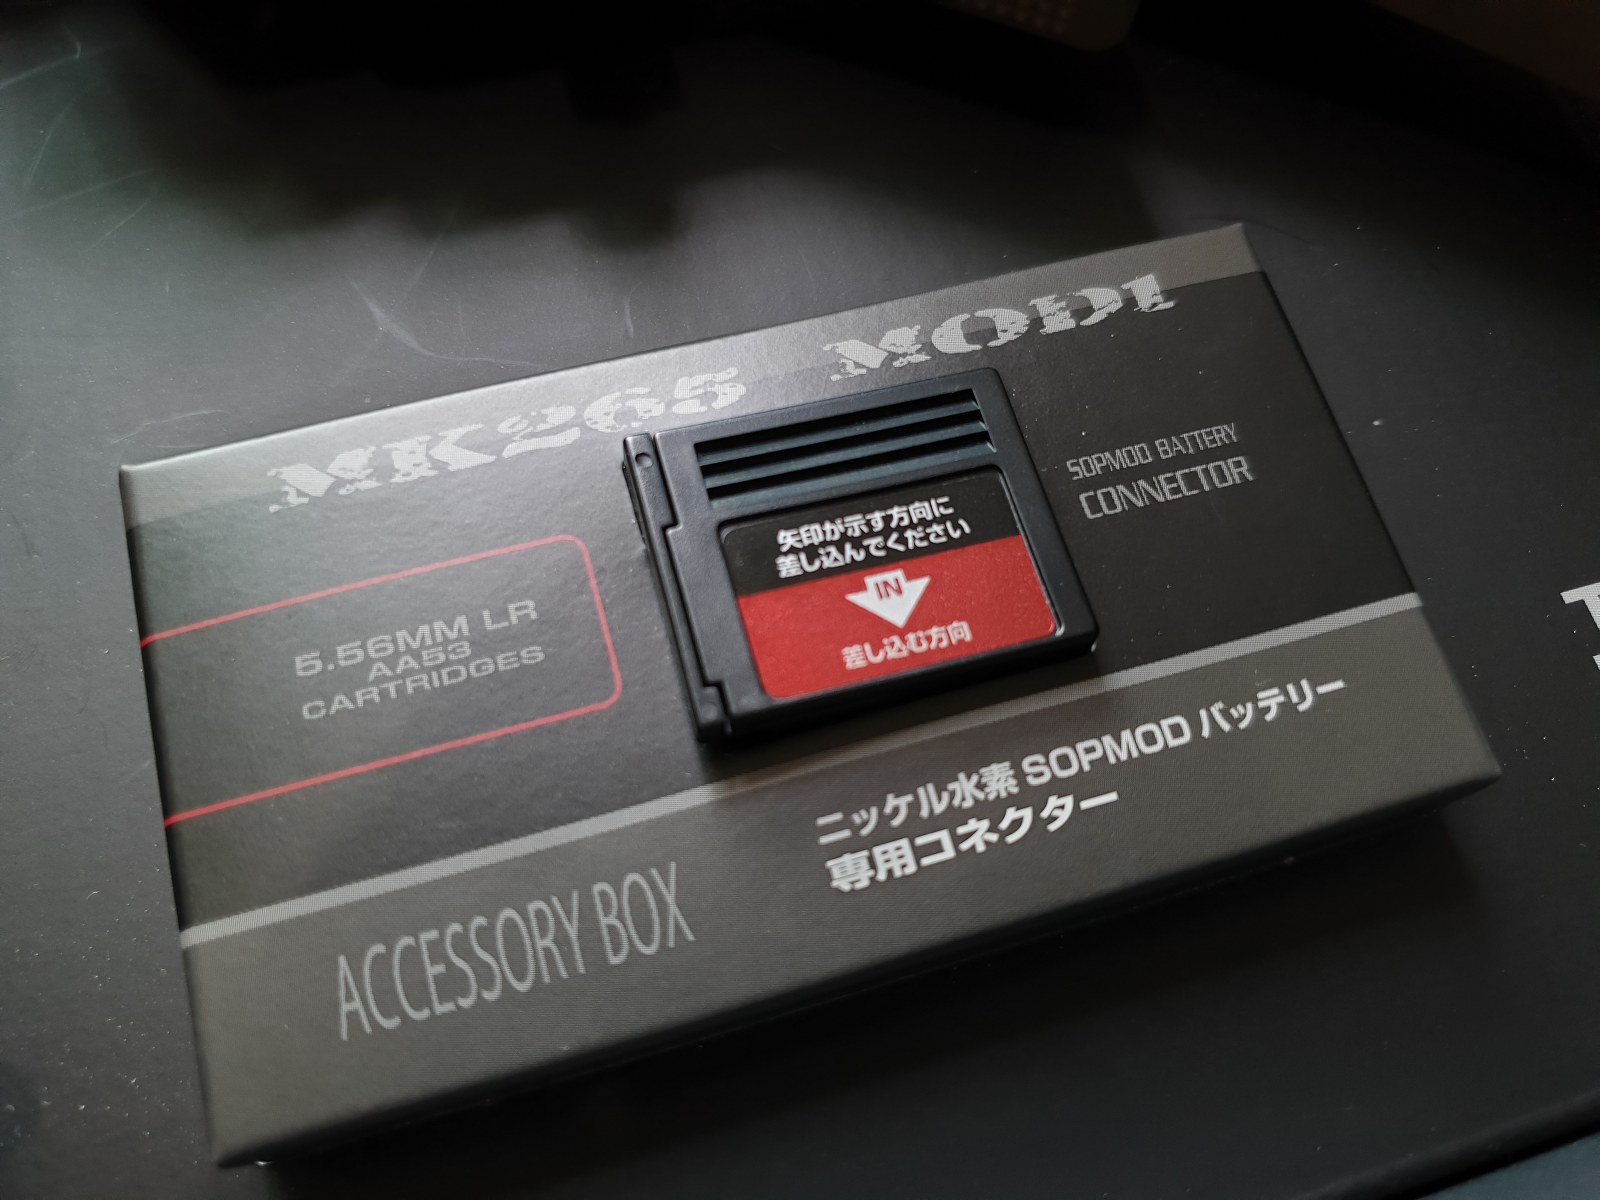 MK265 MOD1
SOPMOD BATTERY
CONNECTOR
矢印が示す方向に
差し込んでください
IN
差し込む方向
5.56MM LR
AA53
CARTRIDGES
ニッケル水素 SOPMOD バッテリー
専用コネクター
ACCESSORY BOX